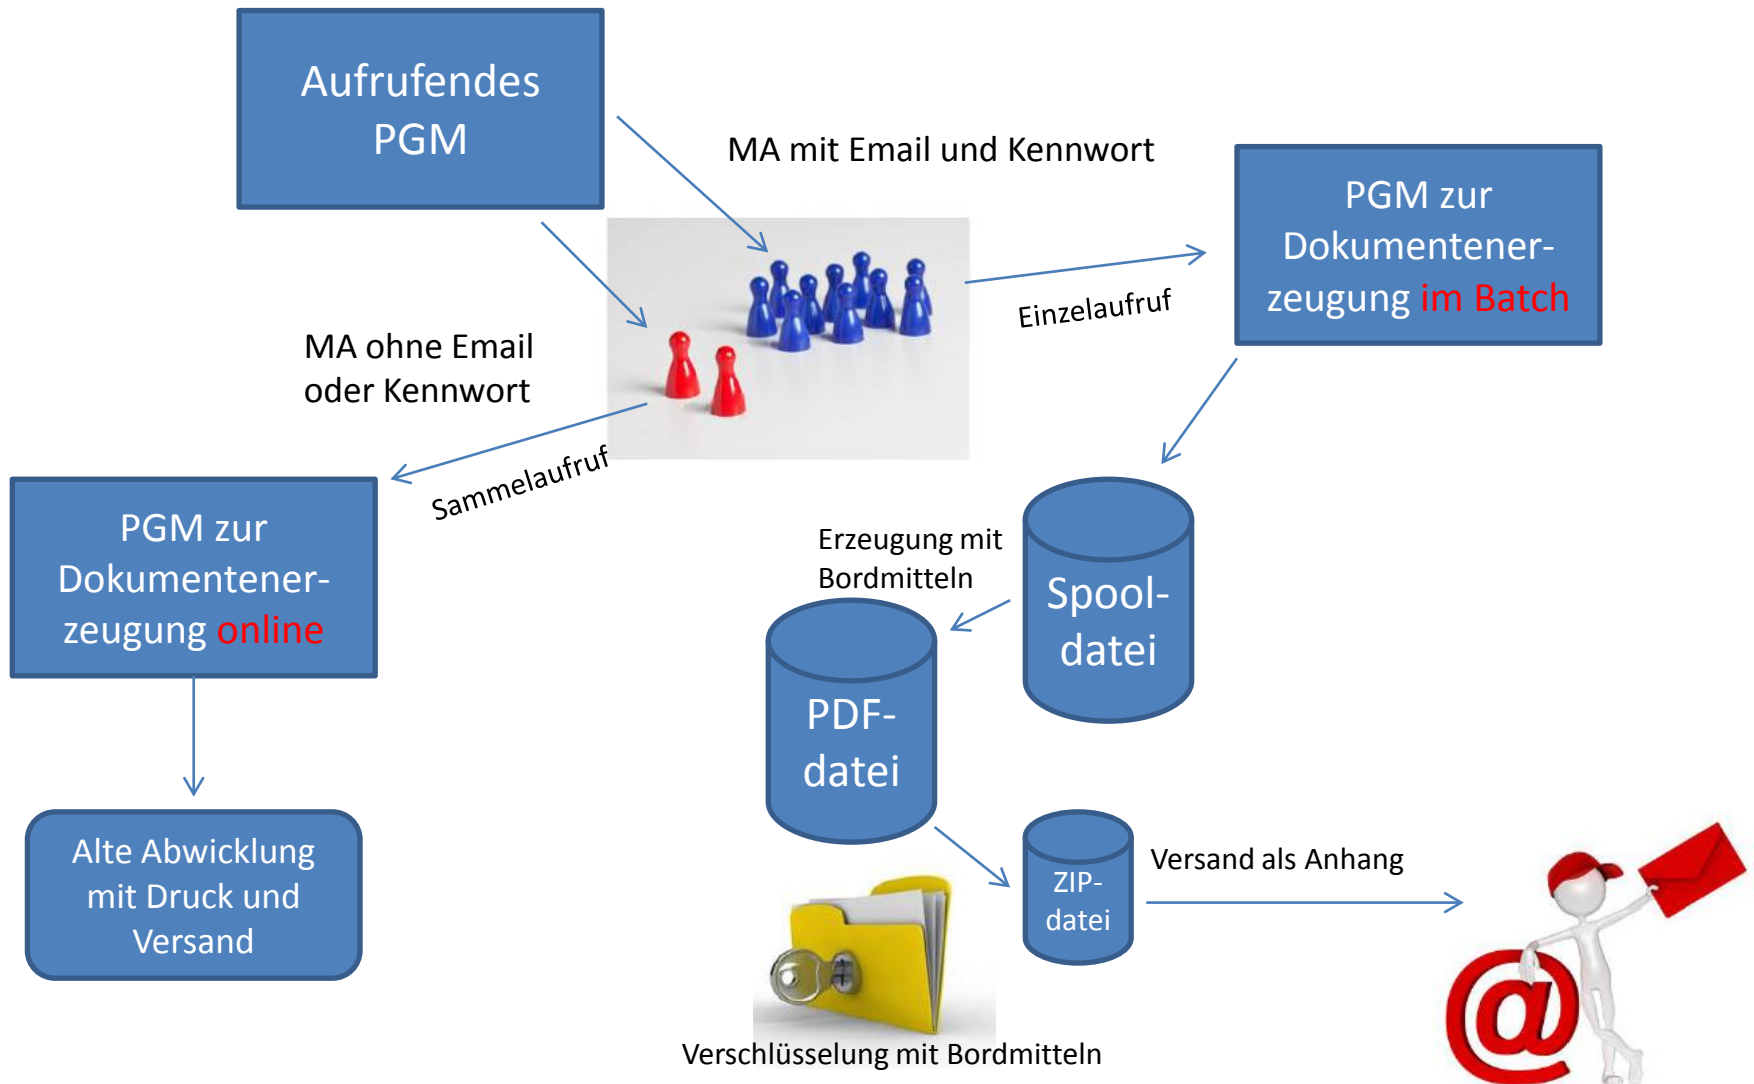 Aufrufendes
PGM
MA mit Email und Kennwort
PGM zur
Dokumentener-
zeugung im Batch
Einzelaufruf
MA ohne Email
oder Kennwort
Sammelaufruf
PGM zur
Dokumentener-
zeugung online
Erzeugung mit
Bordmitteln
Spool-
datei
PDF-
datei
Alte Abwicklung
mit Druck und
Versand
ZIP-
datei
Versand als Anhang
@
Verschlüsselung mit Bordmitteln